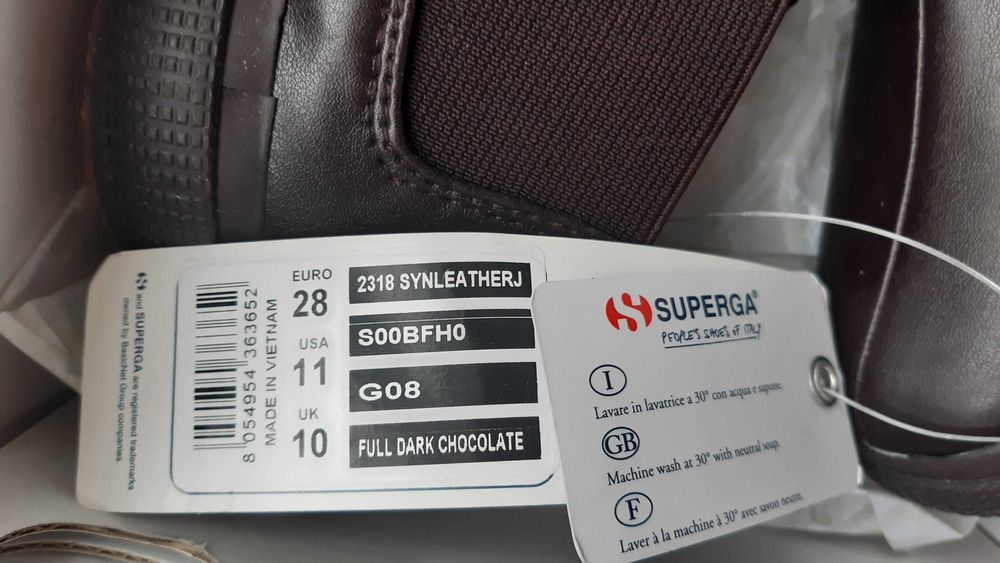 and SUPERGA are registered trademarks
owned by BasicNet Group companies.
8 054954 363652
MADE IN VIETNAM
EURO
28
USA
11
UK
10
2318 SYNLEATHERJ
S00BFH0
G08
FULL DARK CHOCOLATE
SUPERGA®
PEOPLE'S SHOES OF ITALY
I
Lavare in lavatrice a 30° con acqua e sapone.
GB
Machine wash at 30° with neutral soap.
F
Laver à la machine à 30° avec savon neutre.